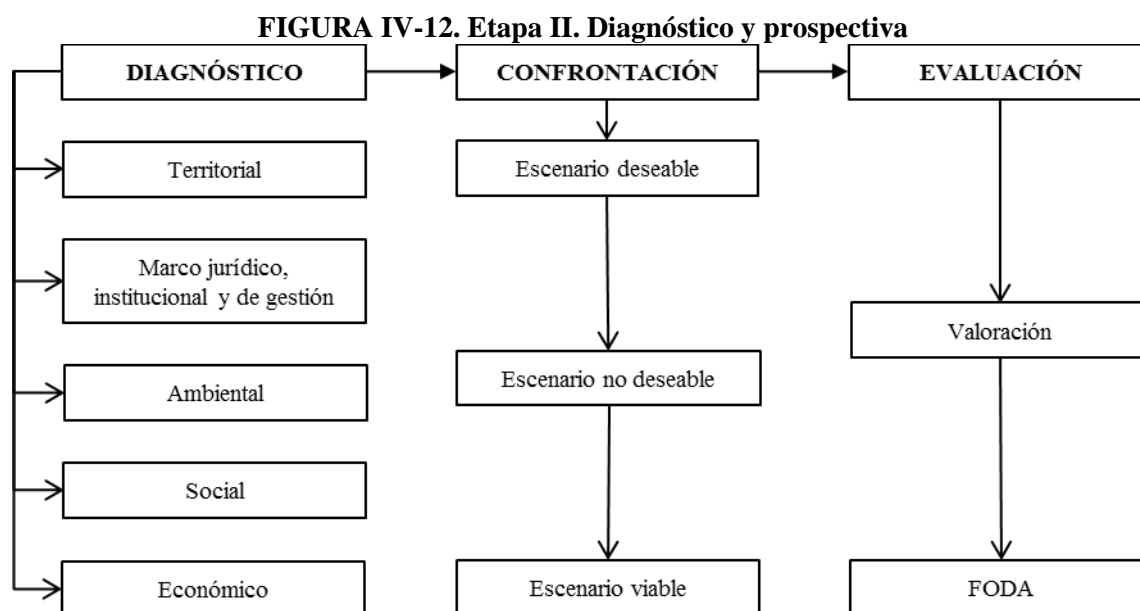 FIGURA IV-12. Etapa II. Diagnóstico y prospectiva
DIAGNÓSTICO
Territorial
Marco jurídico,
institucional y de gestión
Ambiental
Social
Económico
CONFRONTACIÓN
Escenario deseable
Escenario no deseable
Escenario viable
EVALUACIÓN
Valoración
FODA